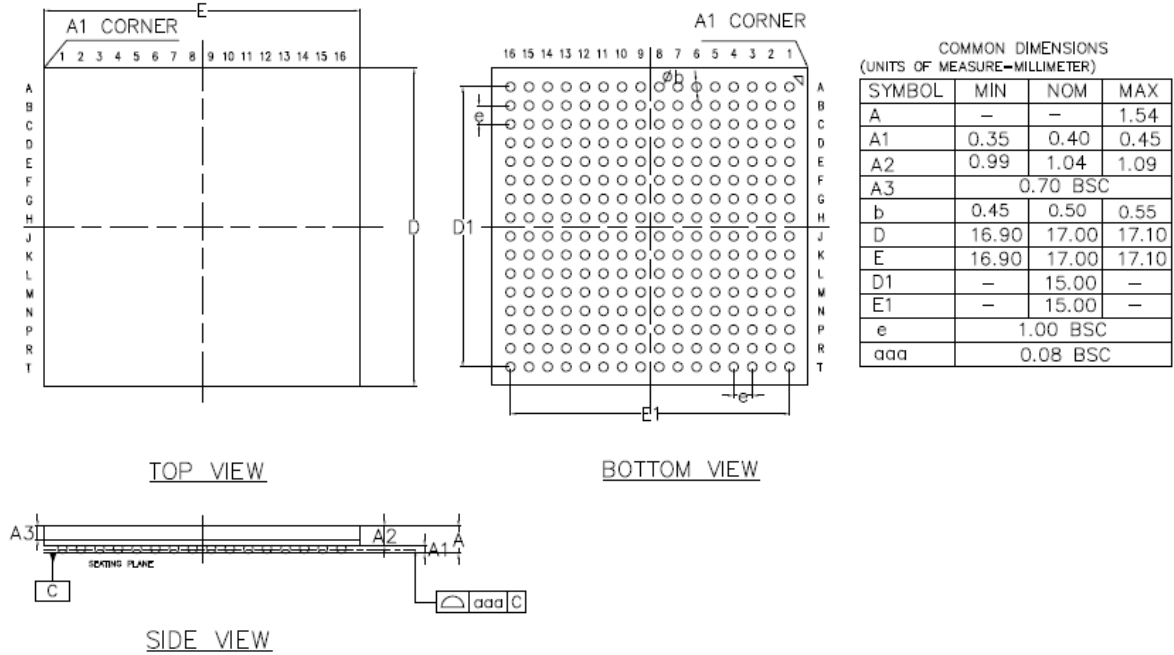 E
A1 CORNER
1 2 3 4 5 6 7 8 9 10 11 12 13 14 15 16
A
B
C
D
E
F
G
H
J
K
L
M
N
P
R
T
D
TOP VIEW
A1 CORNER
16 15 14 13 12 11 10 9 8 7 6 5 4 3 2 1
Øb
e
D1
A
B
C
D
E
F
G
H
J
K
L
M
N
P
R
T
e
E1
BOTTOM VIEW
COMMON DIMENSIONS
(UNITS OF MEASURE-MILLIMETER)
SYMBOL MIN NOM MAX
A – – 1.54
A1 0.35 0.40 0.45
A2 0.99 1.04 1.09
A3 0.70 BSC
b 0.45 0.50 0.55
D 16.90 17.00 17.10
E 16.90 17.00 17.10
D1 – 15.00 –
E1 – 15.00 –
e 1.00 BSC
aaa 0.08 BSC
A3 A2 A1 A
SEATING PLANE
C
aaa C
SIDE VIEW